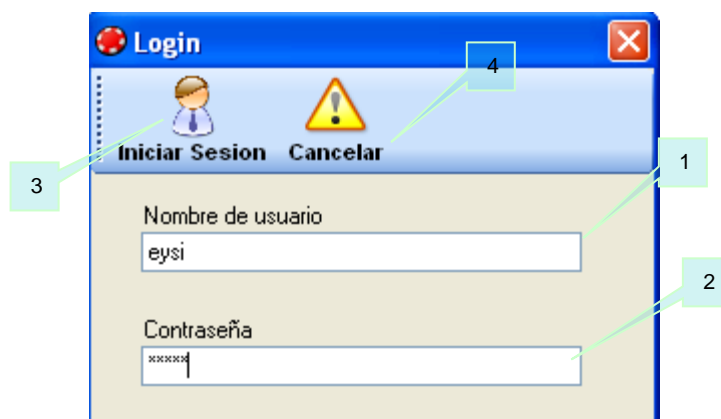 Login
4
Iniciar Sesion Cancelar
3
1
Nombre de usuario
eysi
2
Contraseña
*****